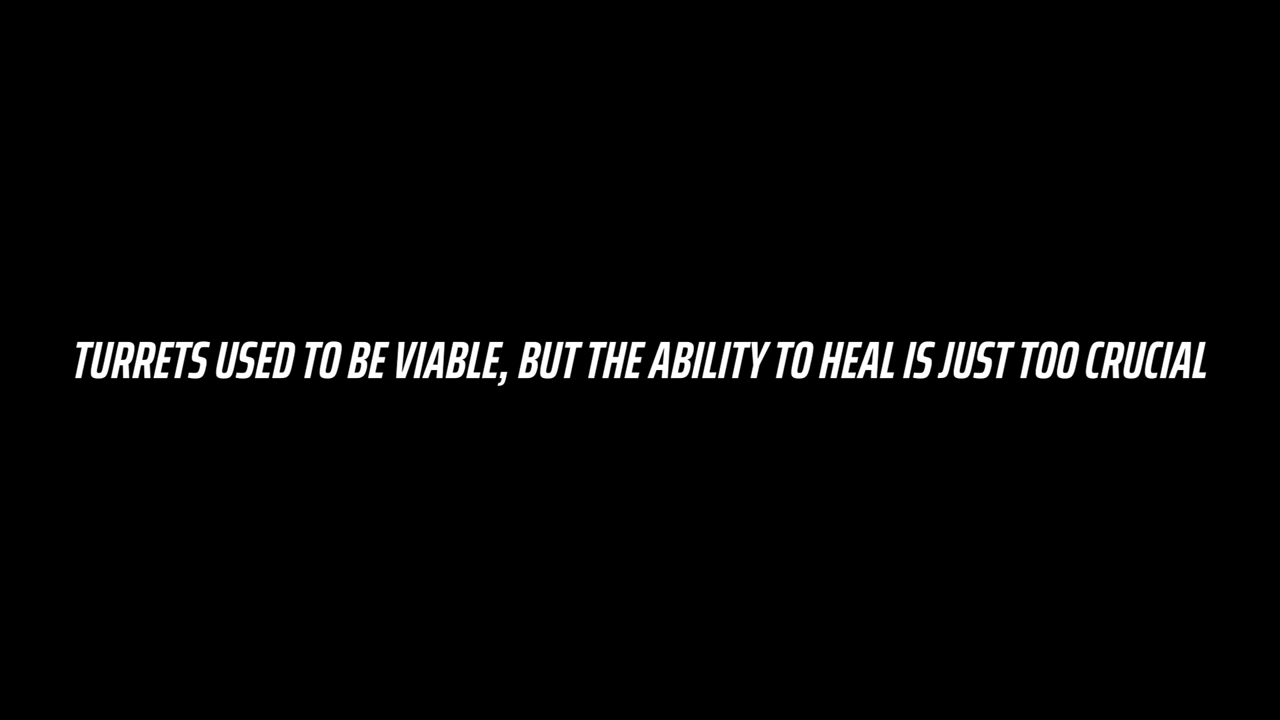 TURRETS USED TO BE VIABLE, BUT THE ABILITY TO HEAL IS JUST TOO CRUCIAL